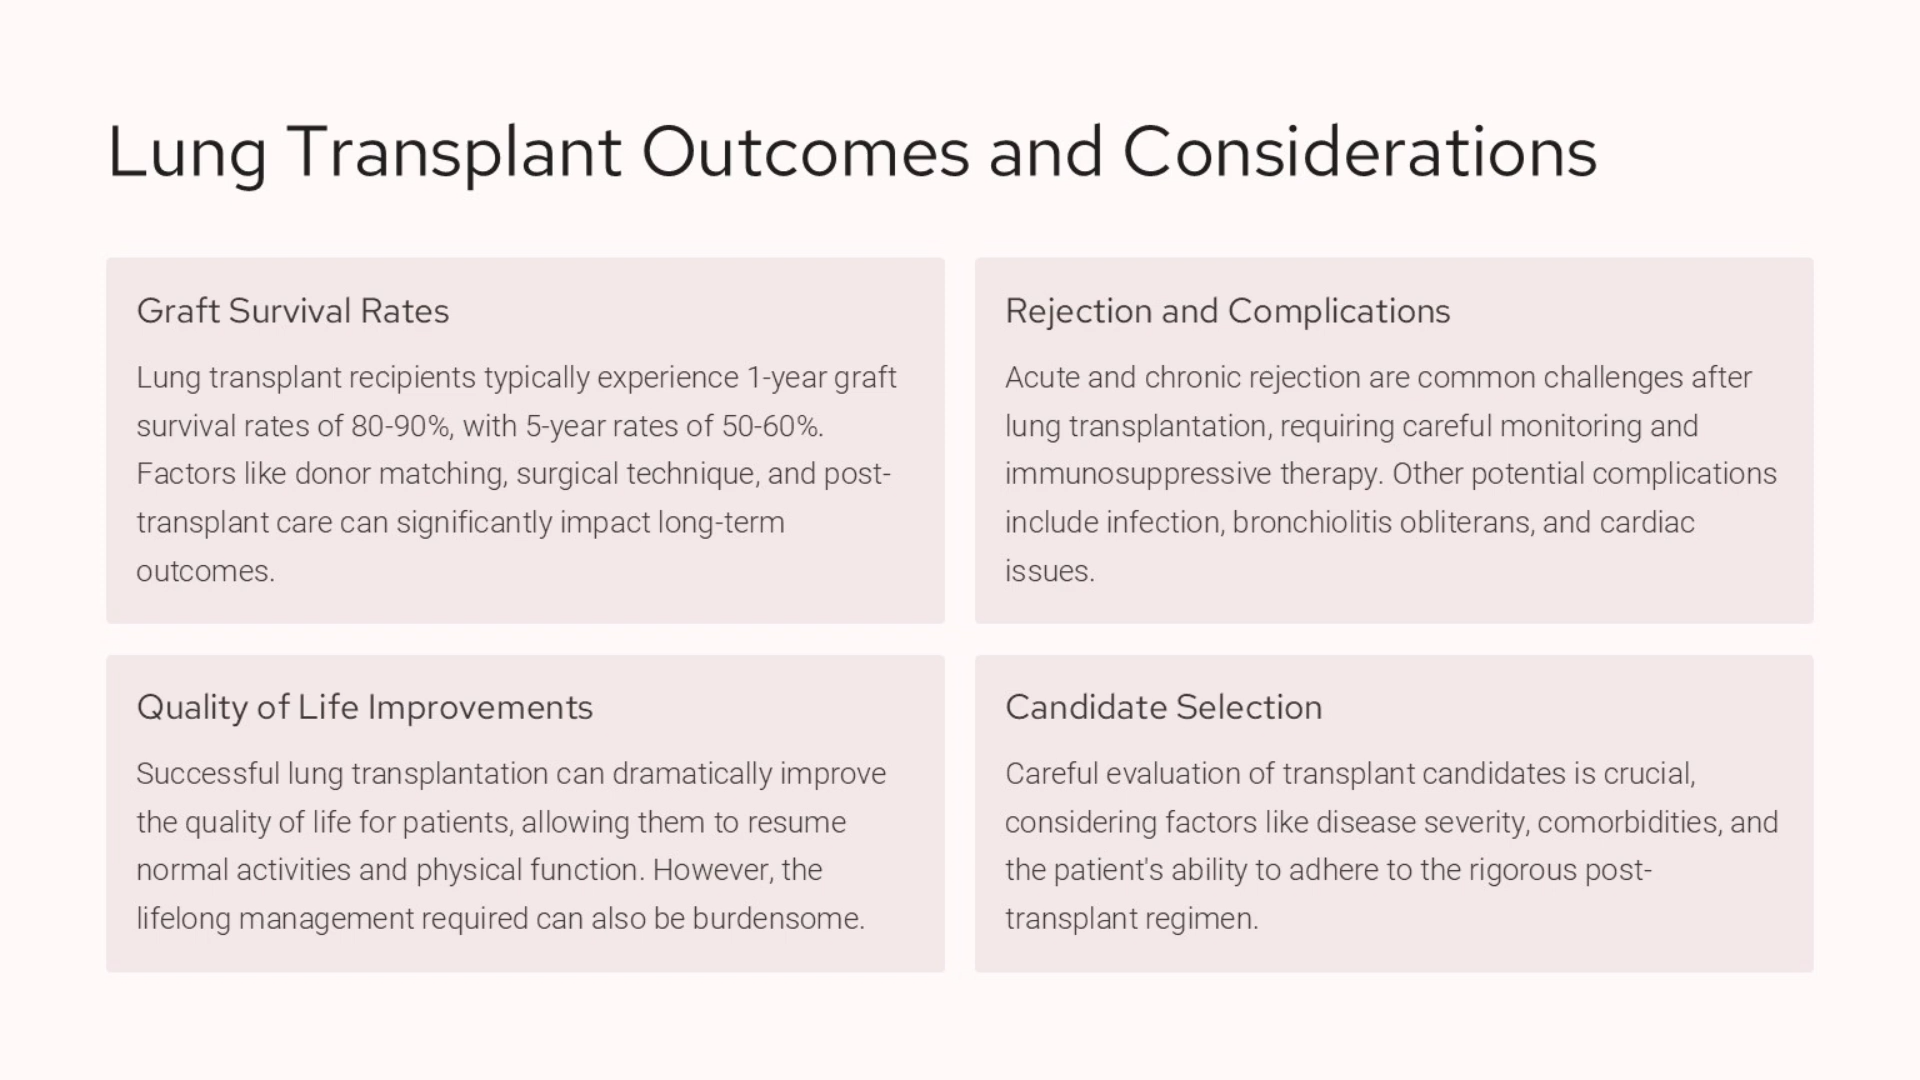 Lung Transplant Outcomes and Considerations
Graft Survival Rates
Lung transplant recipients typically experience 1-year graft
survival rates of 80-90%, with 5-year rates of 50-60%.
Factors like donor matching, surgical technique, and post-
transplant care can significantly impact long-term
outcomes.
Rejection and Complications
Acute and chronic rejection are common challenges after
lung transplantation, requiring careful monitoring and
immunosuppressive therapy. Other potential complications
include infection, bronchiolitis obliterans, and cardiac
issues.
Quality of Life Improvements
Successful lung transplantation can dramatically improve
the quality of life for patients, allowing them to resume
normal activities and physical function. However, the
lifelong management required can also be burdensome.
Candidate Selection
Careful evaluation of transplant candidates is crucial,
considering factors like disease severity, comorbidities, and
the patient's ability to adhere to the rigorous post-
transplant regimen.